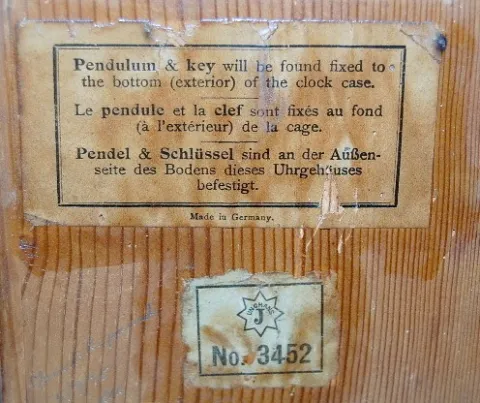 Pendulum & key will be found fixed to
the bottom (exterior) of the clock case.
Le pendule et la clef sont fixés au fond
(à l'extérieur) de la cage.
Pendel & Schlüssel sind an der Außen-
seite des Bodens dieses Uhrgehäuses
befestigt.
Made in Germany.
JUNGHANS
J
No. 3452